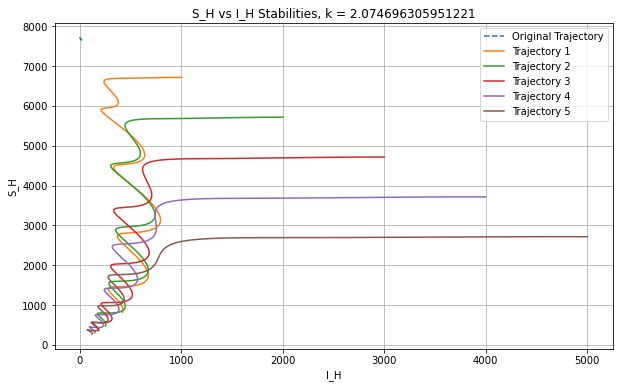 S_H vs I_H Stabilities, k = 2.074696305951221
8000
7000
6000
5000
4000
3000
2000
1000
0
S_H
Original Trajectory
Trajectory 1
Trajectory 2
Trajectory 3
Trajectory 4
Trajectory 5
0 1000 2000 3000 4000 5000
I_H